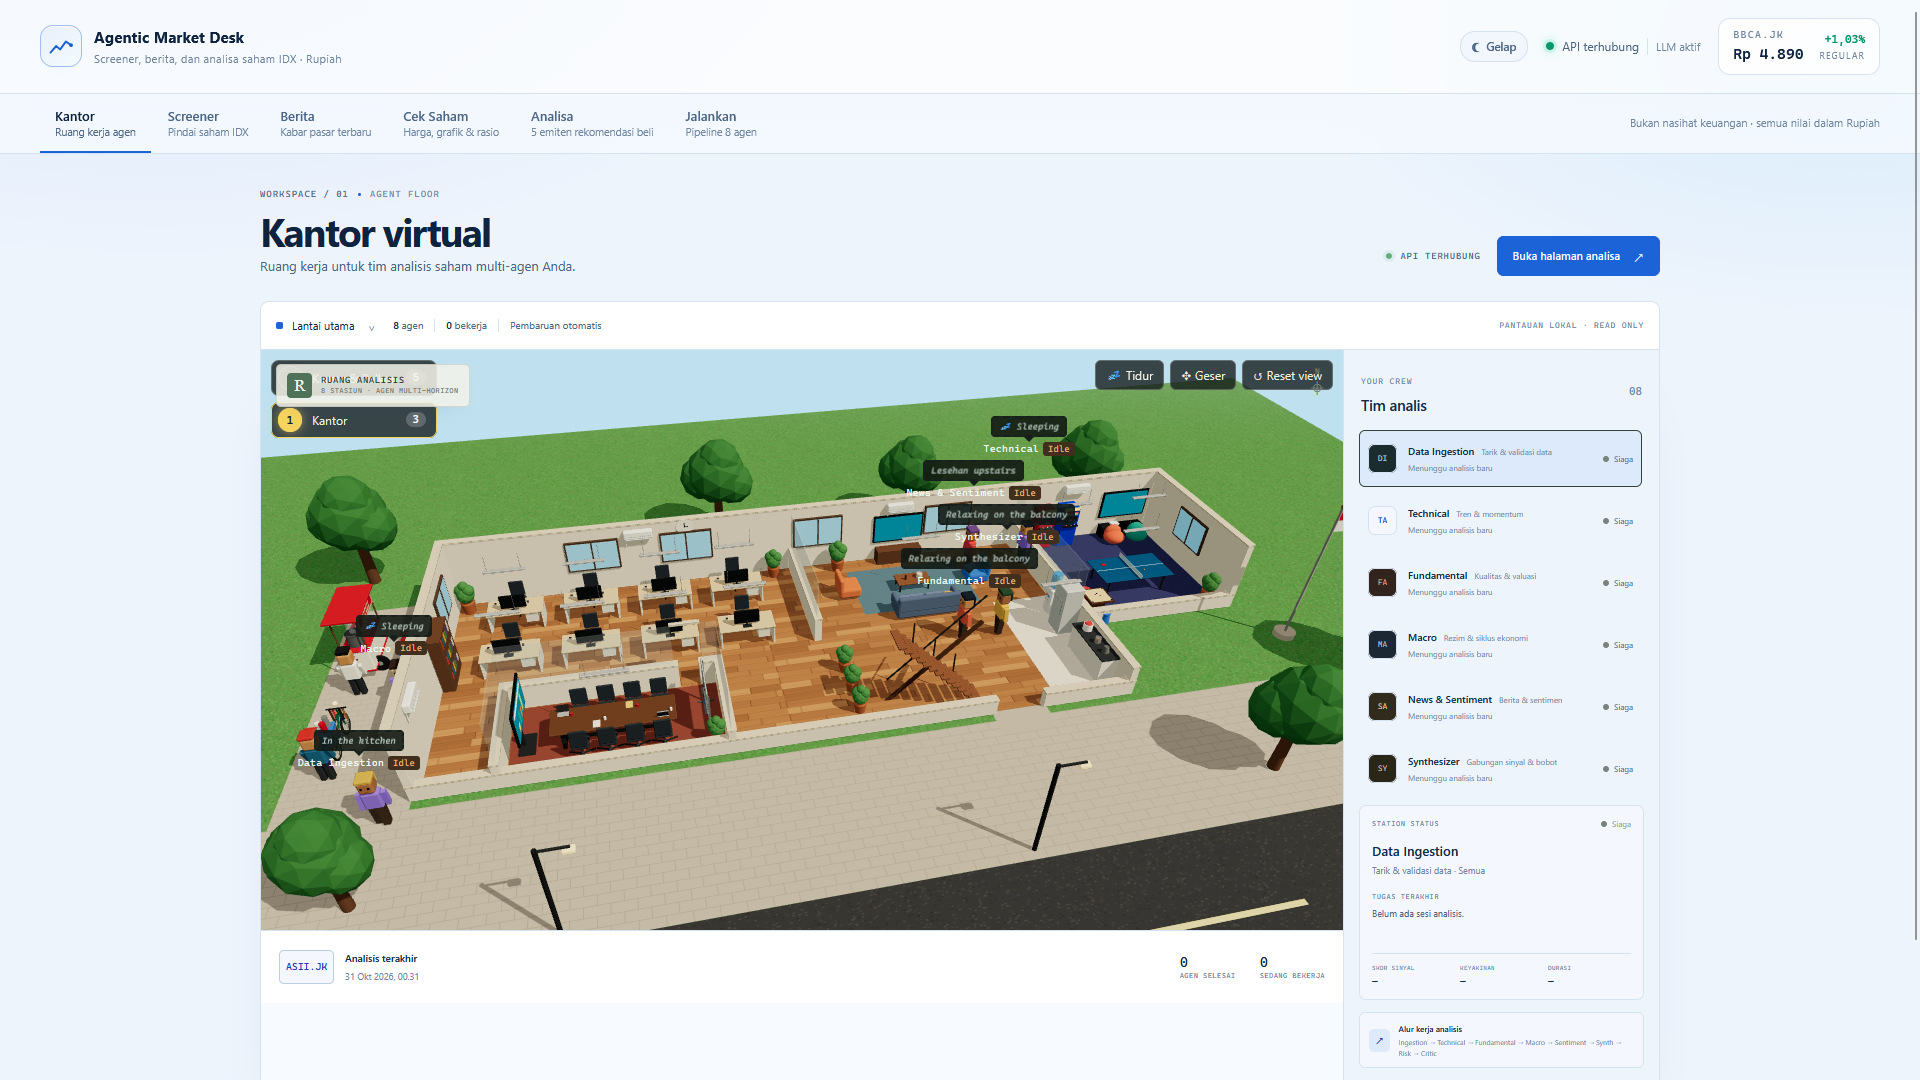 Agentic Market Desk
Screener, berita, dan analisa saham IDX · Rupiah
Gelap
API terhubung
LLM aktif
BBCA.JK
+1,03%
Rp 4.890
REGULAR
Kantor
Ruang kerja agen
Screener
Pindai saham IDX
Berita
Kabar pasar terbaru
Cek Saham
Harga, grafik & rasio
Analisa
5 emiten rekomendasi beli
Jalankan
Pipeline 8 agen
Bukan nasihat keuangan · semua nilai dalam Rupiah
WORKSPACE / 01 • AGENT FLOOR
Kantor virtual
Ruang kerja untuk tim analisis saham multi-agen Anda.
API TERHUBUNG
Buka halaman analisa ↗
Lantai utama
8 agen
0 bekerja
Pembaruan otomatis
PANTAUAN LOKAL · READ ONLY
R
RUANG ANALISIS
8 STASIUN · AGEN MULTI-HORIZON
1
Kantor
3
Tidur
Geser
Reset view
Sleeping
Technical Idle
Lesehan upstairs
News & Sentiment Idle
Relaxing on the balcony
Synthesizer Idle
Relaxing on the balcony
Fundamental Idle
Sleeping
Macro Idle
In the kitchen
Data Ingestion Idle
ASII.JK
Analisis terakhir
31 Okt 2026, 00.31
0
AGEN SELESAI
0
SEDANG BEKERJA
YOUR CREW
Tim analis
08
DI
Data Ingestion Tarik & validasi data
Menunggu analisis baru
Siaga
TA
Technical Tren & momentum
Menunggu analisis baru
Siaga
FA
Fundamental Kualitas & valuasi
Menunggu analisis baru
Siaga
MA
Macro Rezim & siklus ekonomi
Menunggu analisis baru
Siaga
SA
News & Sentiment Berita & sentimen
Menunggu analisis baru
Siaga
SY
Synthesizer Gabungan sinyal & bobot
Menunggu analisis baru
Siaga
STATION STATUS
Siaga
Data Ingestion
Tarik & validasi data · Semua
TUGAS TERAKHIR
Belum ada sesi analisis.
SKOR SINYAL
—
KEYAKINAN
—
DURASI
—
Alur kerja analisis
Ingestion → Technical → Fundamental → Macro → Sentiment → Synth →
Risk → Critic